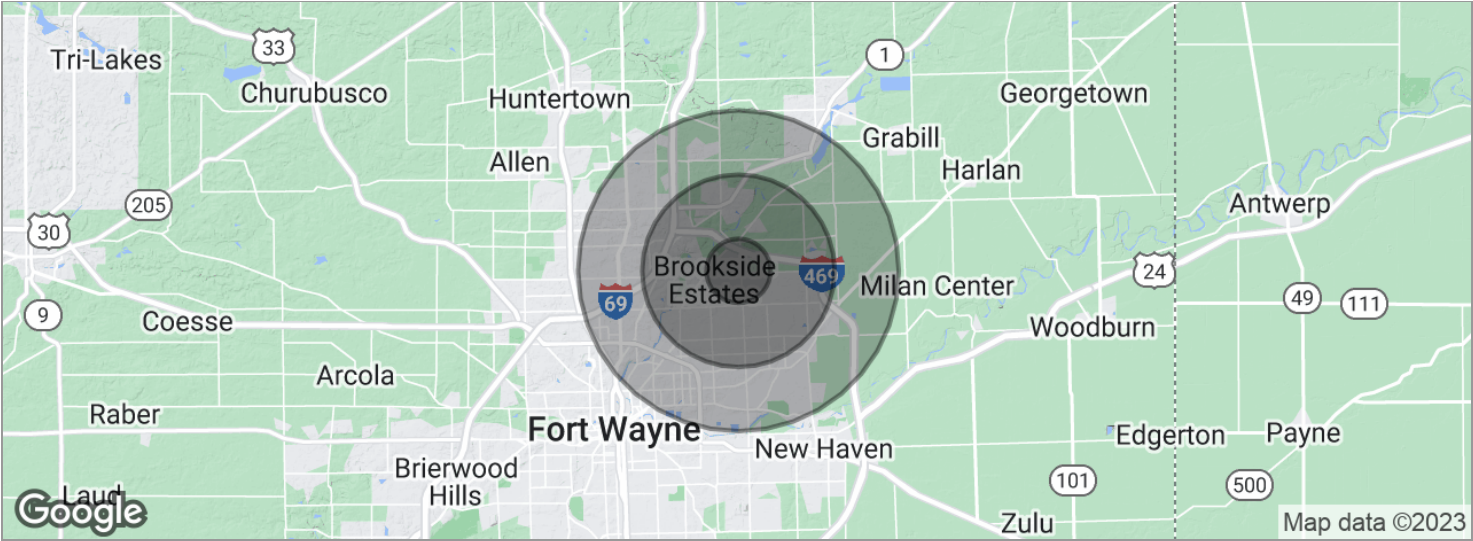 33
1
Tri-Lakes
Churubusco
Huntertown
Georgetown
Grabill
Allen
Harlan
205
Antwerp
30
Brookside
Estates
469
24
Milan Center
69
49
111
9
Coesse
Woodburn
Arcola
Raber
Fort Wayne
Edgerton
Payne
New Haven
Brierwood
Hills
101
500
Laud
Google
Zulu
Map data ©2023